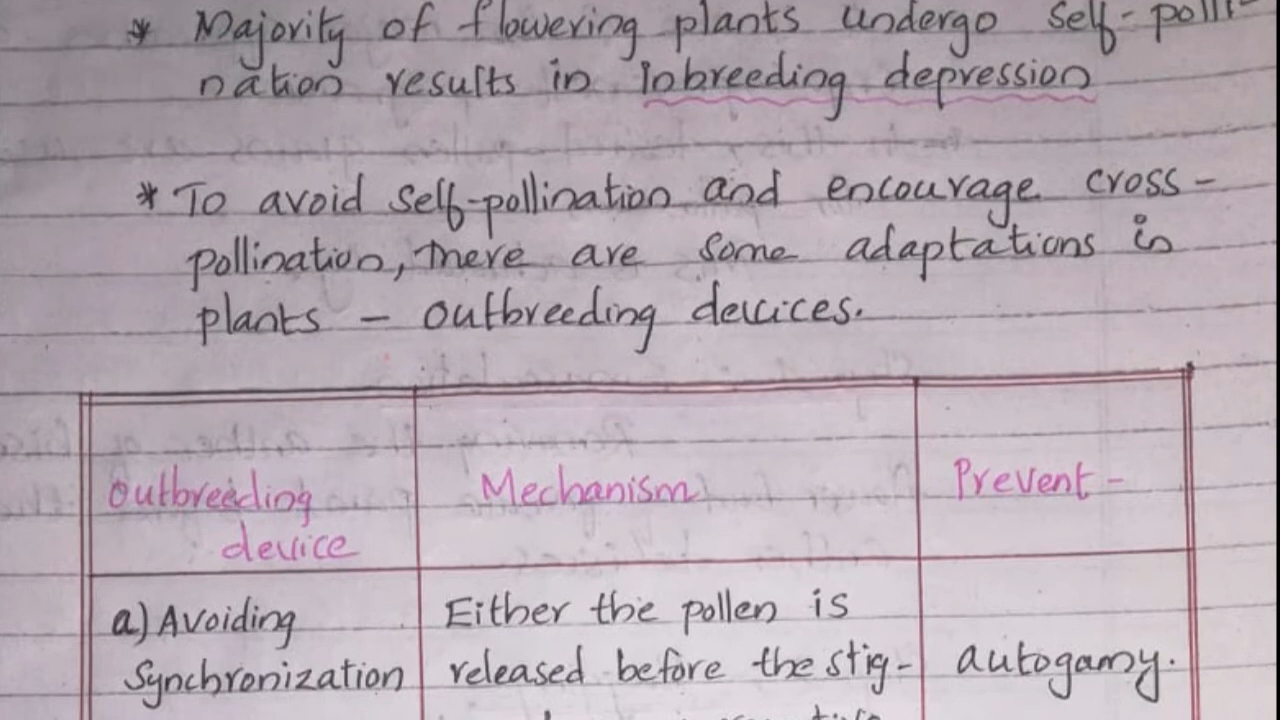 * Majority of flowering plants undergo self-polli-
nation results in Inbreeding depression
* To avoid self-pollination and encourage cross-
pollination, there are some adaptations in
plants - outbreeding devices.
Outbreeding device
Mechanism
Prevent -
a) Avoiding
Synchronization
Either the pollen is
released before the stig-
autogamy.